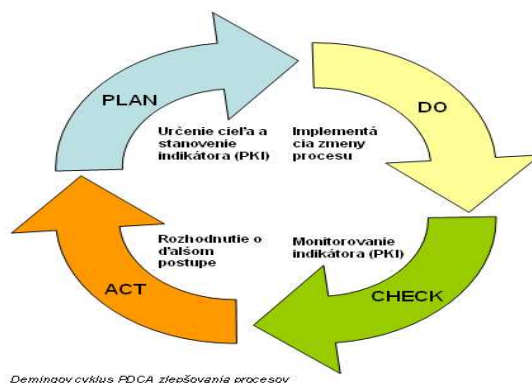 PLAN
DO
Určenie cieľa a
stanovenie
indikátora (PKI)
Implementá
cia zmeny
procesu
Rozhodnutie o
ďalšom
postupe
Monitorovanie
indikátora (PKI)
ACT
CHECK
Demingov cyklus PDCA zlepšovania procesov